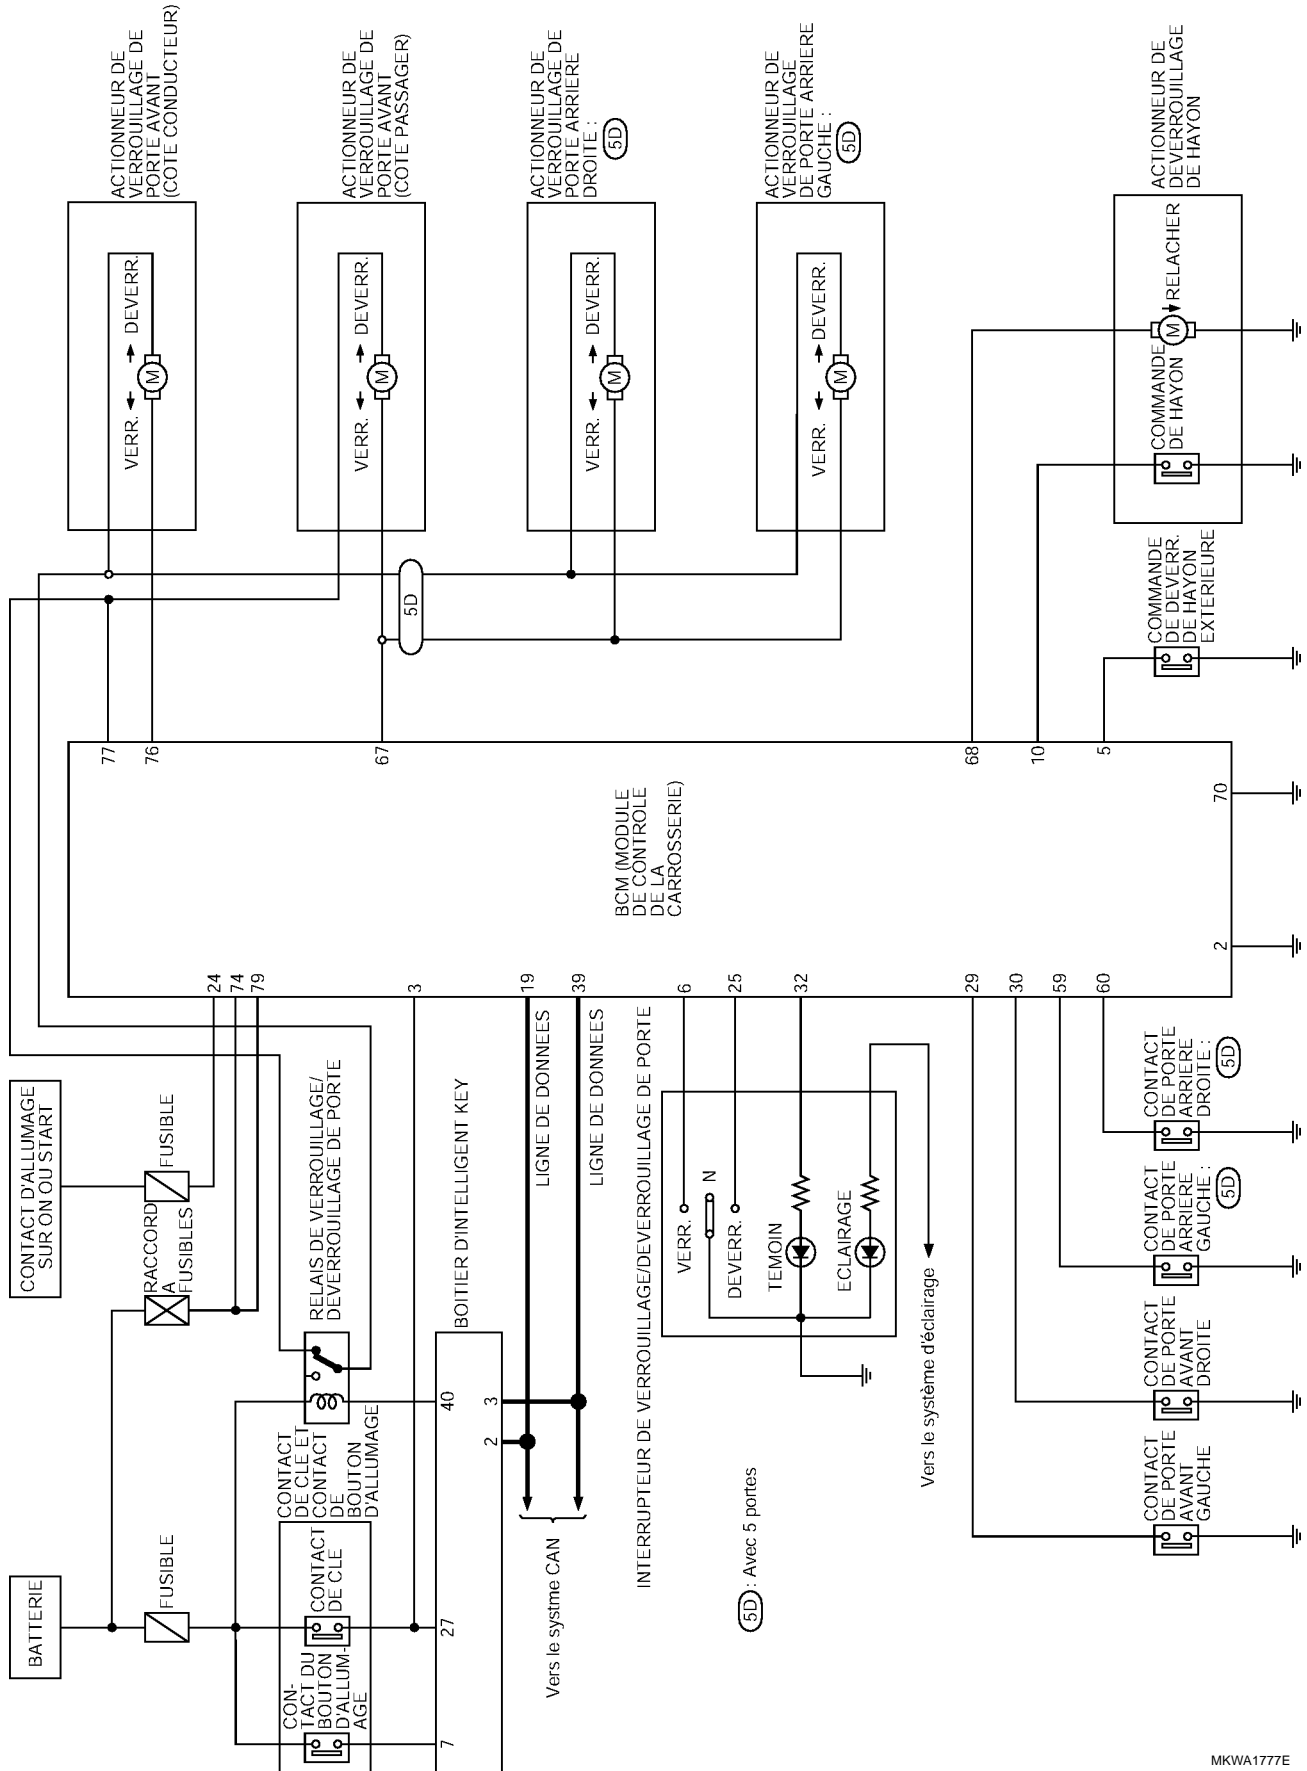 BATTERIE
CONTACT D'ALLUMAGE
SUR ON OU START
FUSIBLE
RACCORD
A
FUSIBLES
FUSIBLE
CON-
TACT DU
BOUTON
D'ALLUM-
AGE
CONTACT
DE CLE
CONTACT
DE CLE ET
CONTACT
DE
BOUTON
D'ALLUMAGE
RELAIS DE VERROUILLAGE/
DEVERROUILLAGE DE PORTE
7
27
40
2
3
BOITIER D'INTELLIGENT KEY
LIGNE DE DONNEES
LIGNE DE DONNEES
Vers le systme CAN
INTERRUPTEUR DE VERROUILLAGE/DEVERROUILLAGE DE PORTE
VERR.
N
DEVERR.
TEMOIN
ECLAIRAGE
Vers le système d'éclairage
5D : Avec 5 portes
24
74
79
3
19
39
6
25
32
29
30
59
60
2
70
77
76
67
68
10
5
BCM (MODULE
DE CONTROLE
DE LA
CARROSSERIE)
ACTIONNEUR DE
VERROUILLAGE DE
PORTE AVANT
(COTE CONDUCTEUR)
VERR.
DEVERR.
M
ACTIONNEUR DE
VERROUILLAGE DE
PORTE AVANT
(COTE PASSAGER)
VERR.
DEVERR.
M
5D
ACTIONNEUR DE
VERROUILLAGE DE
PORTE ARRIERE
DROITE :
5D
VERR.
DEVERR.
M
ACTIONNEUR DE
VERROUILLAGE
DE PORTE ARRIERE
GAUCHE :
5D
VERR.
DEVERR.
M
ACTIONNEUR DE
DEVERROUILLAGE
DE HAYON
COMMANDE
DE HAYON
M
RELACHER
COMMANDE
DE DEVERR.
DE HAYON
EXTERIEURE
CONTACT
DE PORTE
AVANT
GAUCHE
CONTACT
DE PORTE
AVANT
DROITE
CONTACT
DE PORTE
ARRIERE
GAUCHE :
5D
CONTACT
DE PORTE
ARRIERE
DROITE :
5D
MKWA1777E